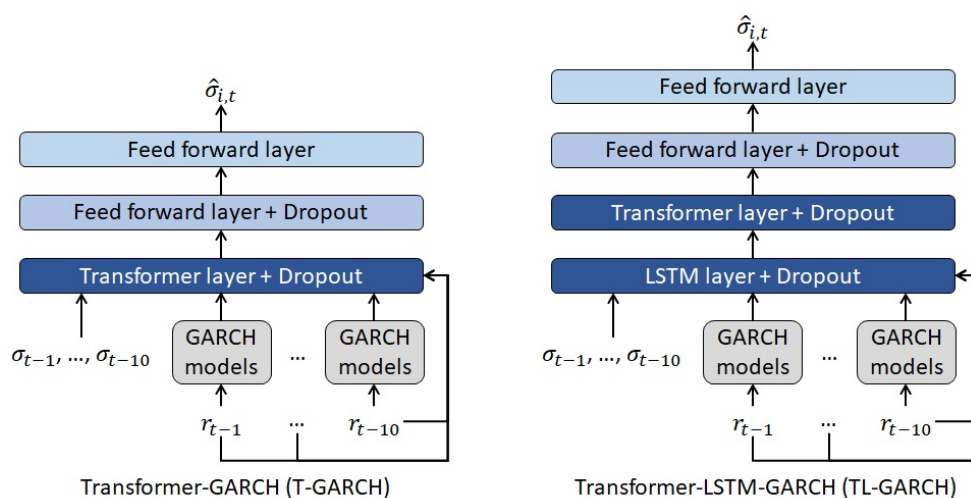 σ̂_{i,t}
Feed forward layer
Feed forward layer + Dropout
Transformer layer + Dropout
σ_{t−1}, …, σ_{t−10}
GARCH
models
...
GARCH
models
r_{t−1}
...
r_{t−10}
Transformer-GARCH (T-GARCH)
σ̂_{i,t}
Feed forward layer
Feed forward layer + Dropout
Transformer layer + Dropout
LSTM layer + Dropout
σ_{t−1}, …, σ_{t−10}
GARCH
models
...
GARCH
models
r_{t−1}
...
r_{t−10}
Transformer-LSTM-GARCH (TL-GARCH)